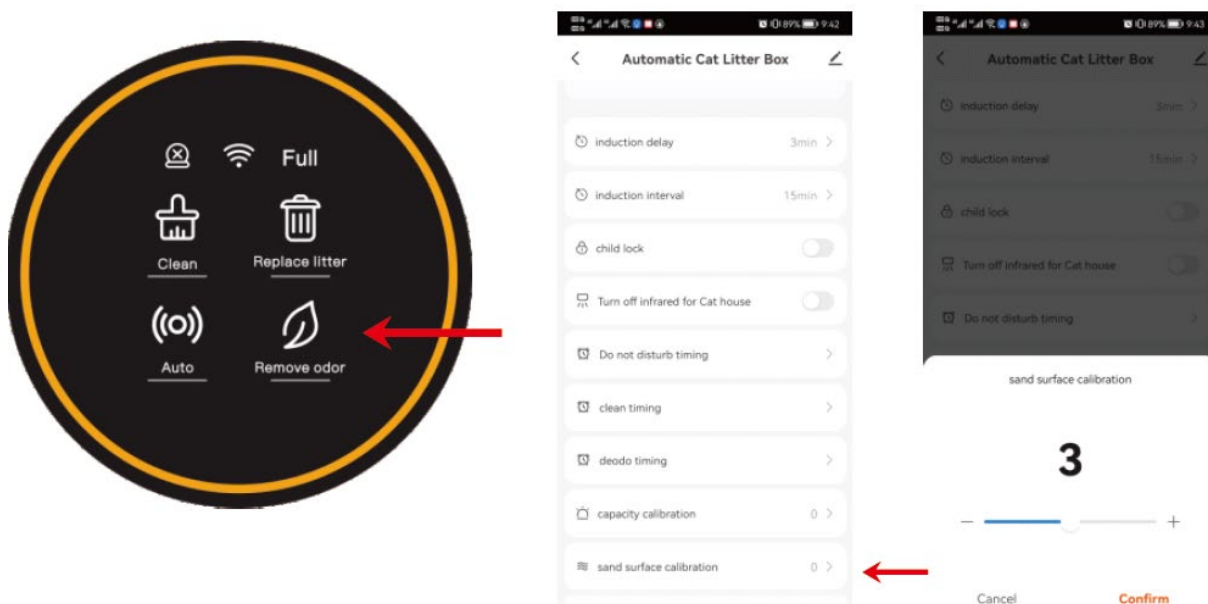 Full
Clean
Replace litter
Auto
Remove odor
89% 9:42
Automatic Cat Litter Box
induction delay 3min
induction interval 15min
child lock
Turn off infrared for Cat house
Do not disturb timing
clean timing
deodo timing
capacity calibration 0
sand surface calibration 0
89% 9:43
Automatic Cat Litter Box
induction delay 3min
induction interval 15min
child lock
Turn off infrared for Cat house
Do not disturb timing
sand surface calibration
3
− +
Cancel Confirm